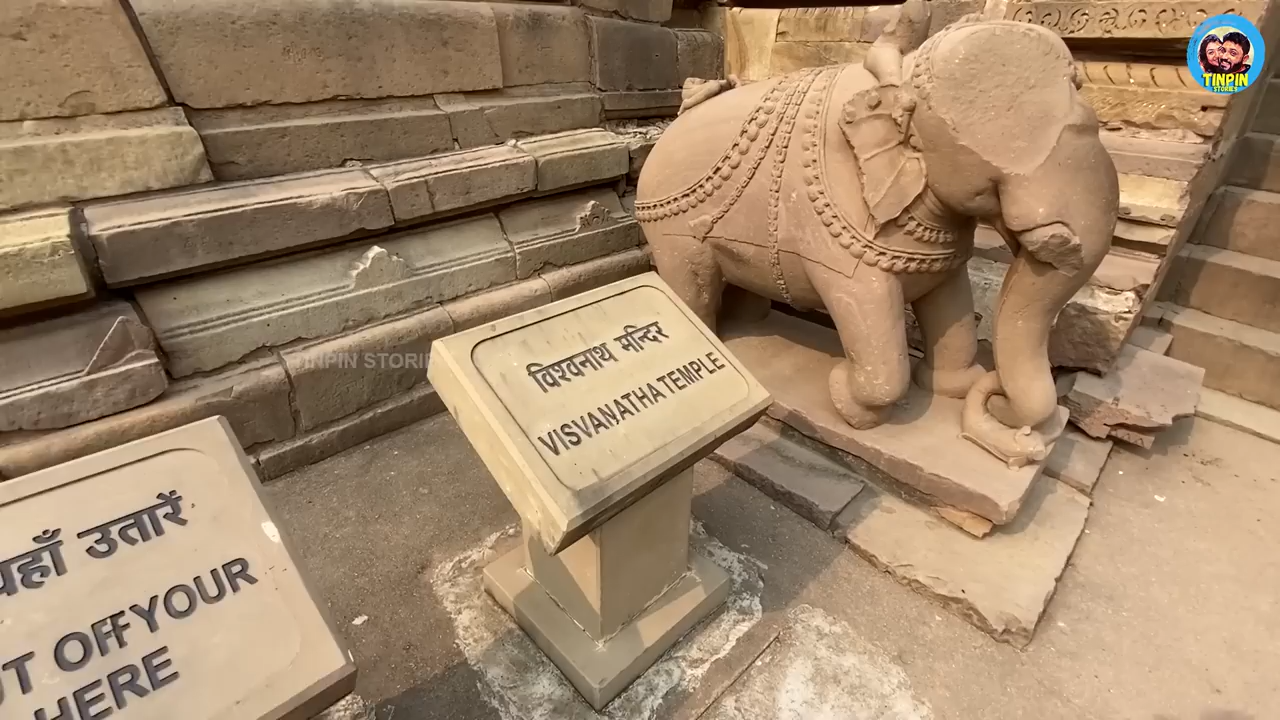 TINPIN
STORIES
TINPIN STORIES
विश्वनाथ मन्दिर
VISVANATHA TEMPLE
यहाँ उतारें
OFF YOUR
HERE